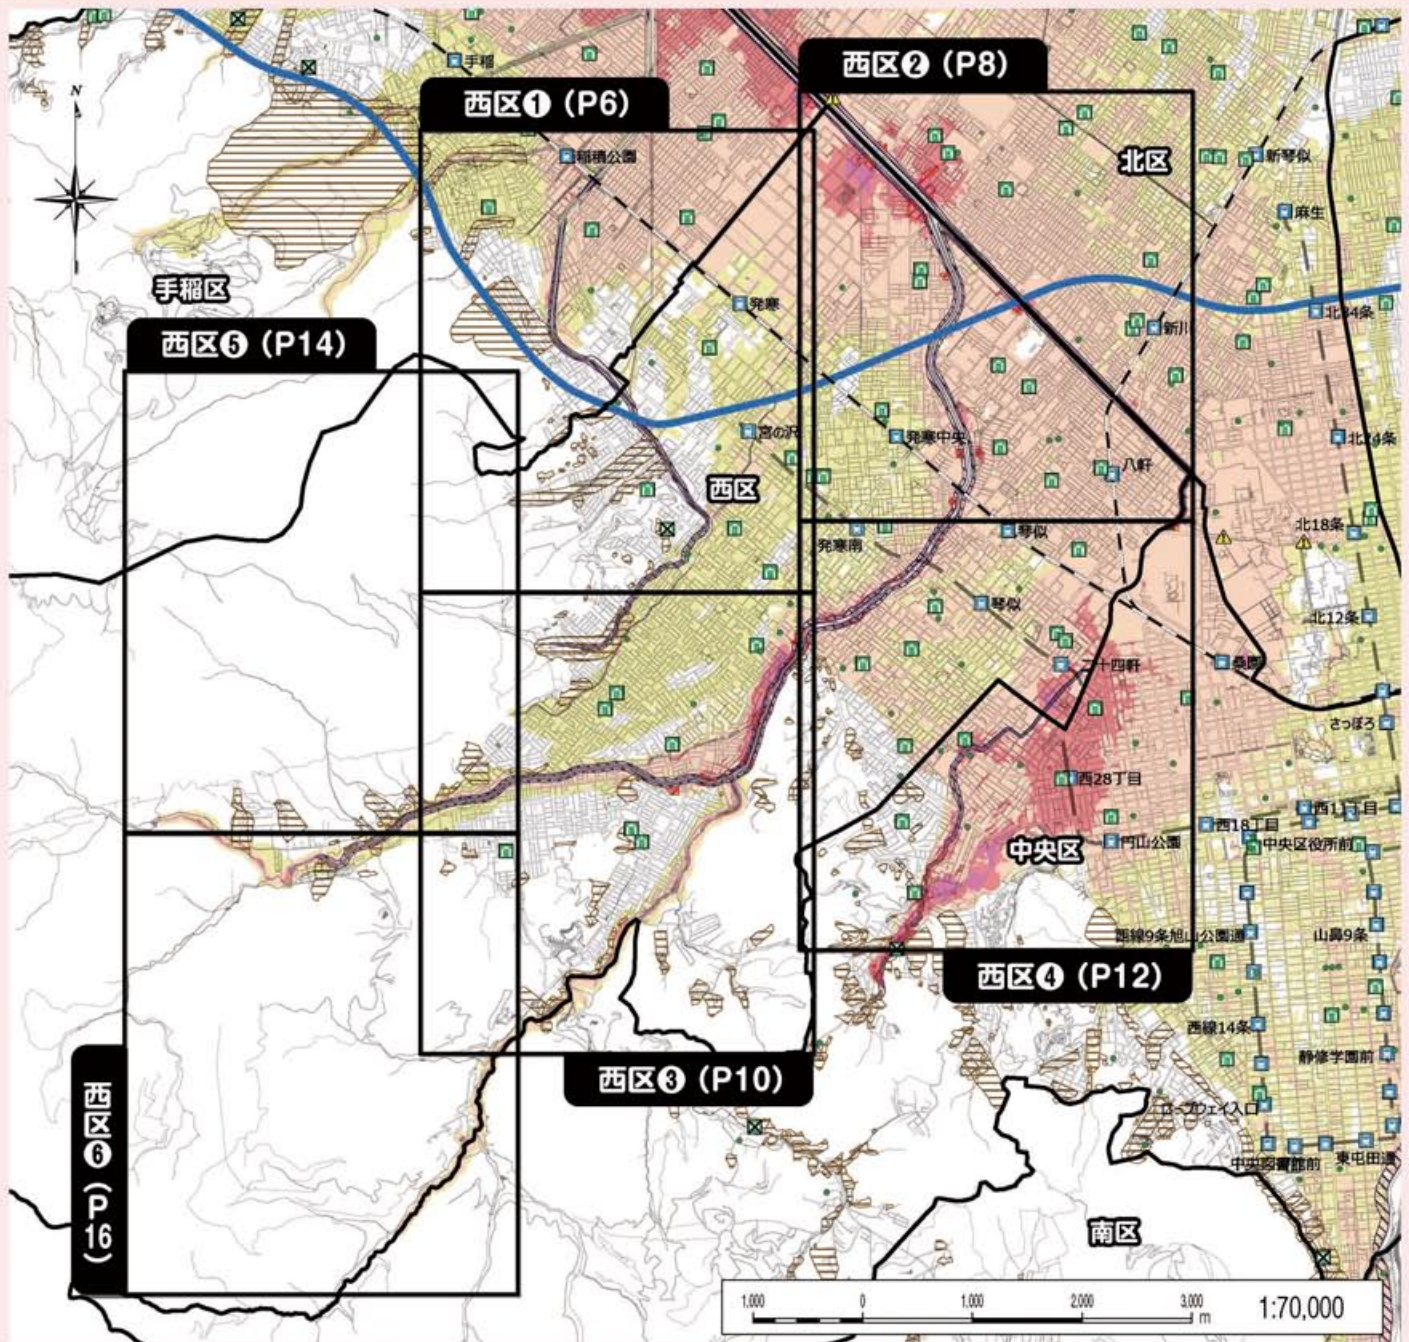 手稲
西区❷(P8)
西区❶(P6)
N
稲積公園
北区
新琴似
麻生
手稲区
発寒
北34条
新川
西区❺(P14)
宮の沢
発寒中央
北24条
八軒
西区
発寒南
琴似
北18条
琴似
北12条
二十四軒
桑園
さっぽろ
西28丁目
西11丁目
西18丁目
円山公園
中央区役所前
中央区
西線9条旭山公園通
山鼻9条
西区❹(P12)
西線14条
静修学園前
西区❸(P10)
西区❻(P16)
ロープウェイ入口
中央図書館前
東屯田通
南区
1,000 0 1,000 2,000 3,000 m 1:70,000